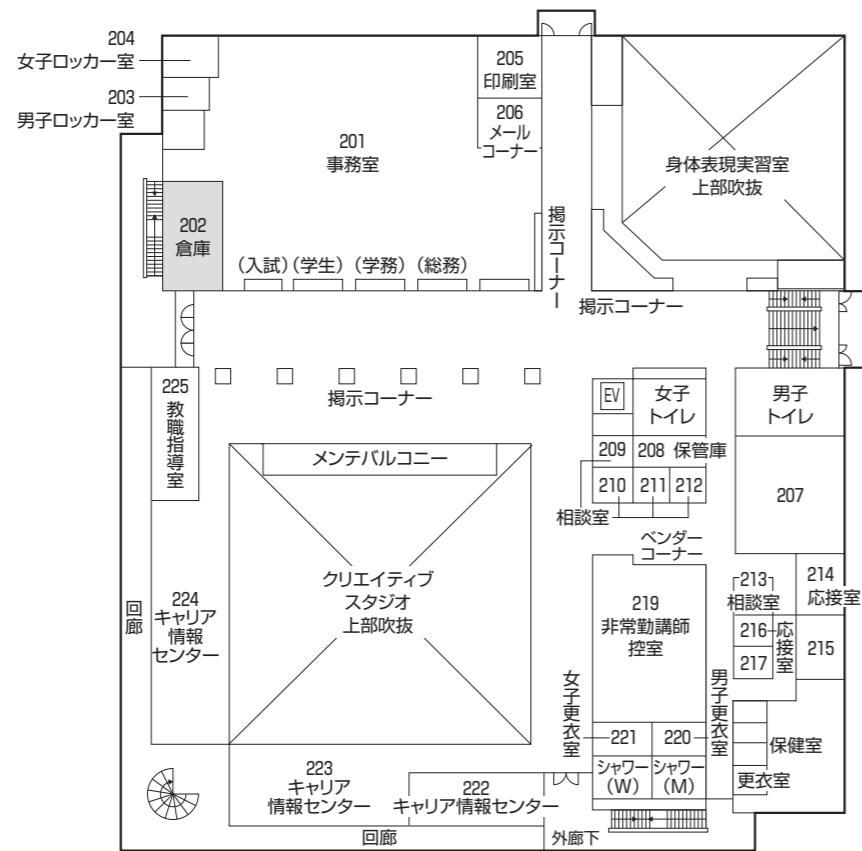 204
女子ロッカー室
203
男子ロッカー室
205
印刷室
206
メール
コーナー
201
事務室
身体表現実習室
上部吹抜
202
倉庫
掲示コーナー
(入試)
(学生)
(学務)
(総務)
掲示コーナー
掲示コーナー
225
教職指導室
EV
女子
トイレ
男子
トイレ
メンテバルコニー
209
208 保管庫
210
211
212
207
相談室
ベンダー
コーナー
クリエイティブ
スタジオ
上部吹抜
回廊
224
キャリア
情報
センター
219
非常勤講師
控室
213
相談室
214
応接室
216
応接室
217
215
女子更衣室
男子更衣室
221
220
保健室
シャワー
(W)
シャワー
(M)
更衣室
223
キャリア
情報センター
222
キャリア情報センター
回廊
外廊下